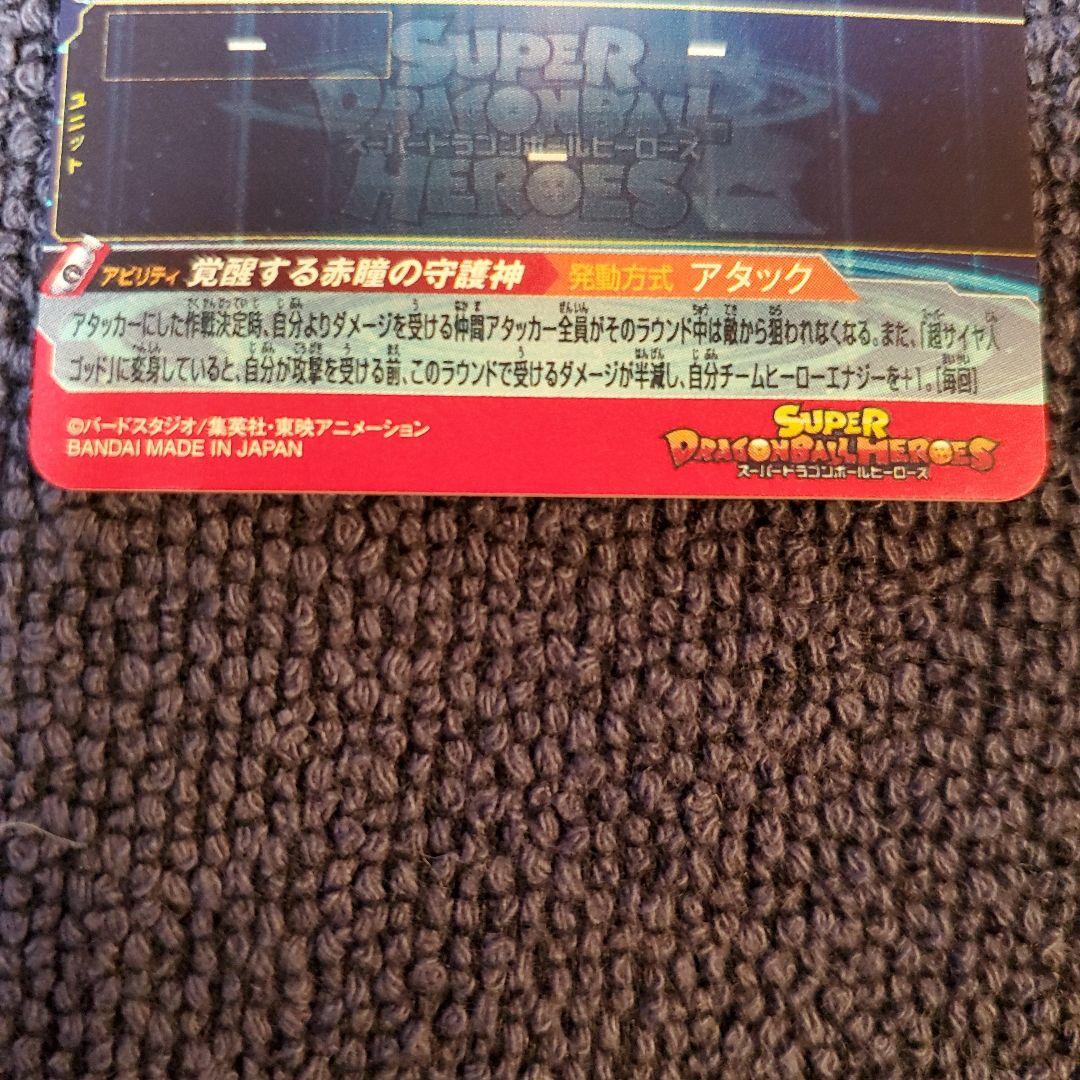 SUPER
DRAGONBALL
スーパードラゴンボールヒーローズ
HEROES
ユニット
アビリティ 覚醒する赤瞳の守護神 発動方式 アタック
アタッカーにした作戦決定時、自分よりダメージを受ける仲間アタッカー全員がそのラウンド中は敵から狙われなくなる。また、「超サイヤ人
ゴッド」に変身していると、自分が攻撃を受ける前、このラウンドで受けるダメージが半減し、自分チームヒーローエナジーを+1。[毎回]
©バードスタジオ/集英社・東映アニメーション
BANDAI MADE IN JAPAN
SUPER
DRAGONBALL HEROES
スーパードラゴンボールヒーローズ